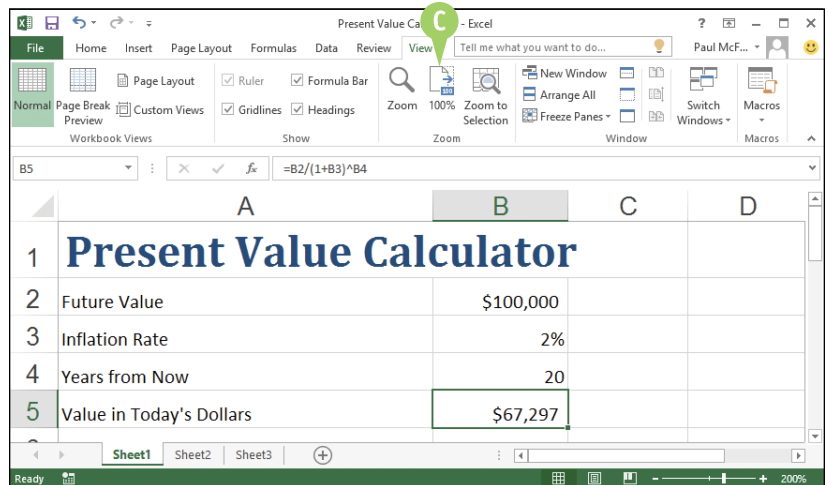 Present Value Ca C - Excel ?
File Home Insert Page Layout Formulas Data Review View Tell me what you want to do... Paul McF...
Normal Page Break Preview Page Layout Custom Views
Workbook Views
Ruler Formula Bar
Gridlines Headings
Show
Zoom 100% Zoom to Selection
100
Zoom
New Window
Arrange All
Freeze Panes
Switch Windows
Window
Macros
Macros
B5 fx =B2/(1+B3)^B4
A B C D
1 Present Value Calculator
2 Future Value $100,000
3 Inflation Rate 2%
4 Years from Now 20
5 Value in Today's Dollars $67,297
Sheet1 Sheet2 Sheet3
Ready - + 200%